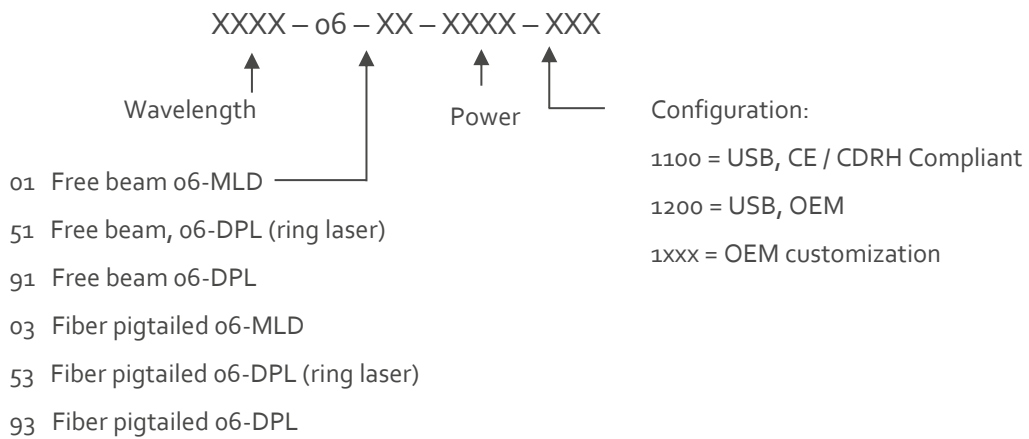 XXXX – 06 – XX – XXXX – XXX
Wavelength
Power
01 Free beam 06-MLD
51 Free beam, 06-DPL (ring laser)
91 Free beam 06-DPL
03 Fiber pigtailed 06-MLD
53 Fiber pigtailed 06-DPL (ring laser)
93 Fiber pigtailed 06-DPL
Configuration:
1100 = USB, CE / CDRH Compliant
1200 = USB, OEM
1xxx = OEM customization